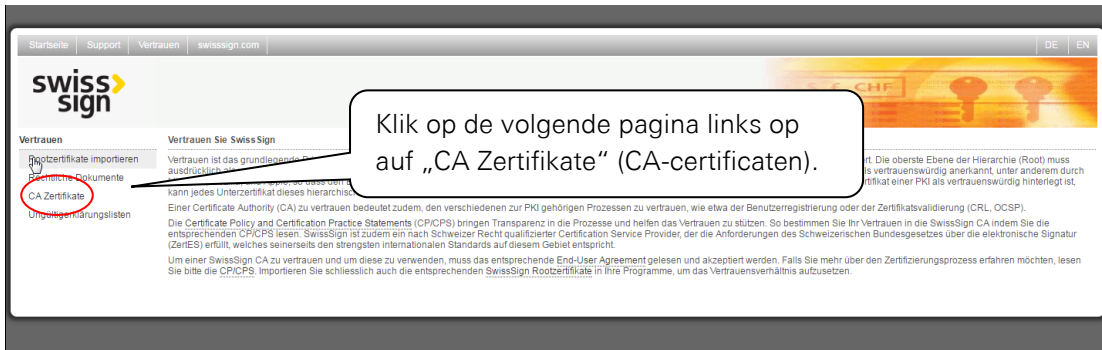 Startseite Support Vertrauen swisssign.com DE EN
swiss
sign
CHF
Klik op de volgende pagina links op
auf „CA Zertifikate“ (CA-certificaten).
Vertrauen
Rootzertifikate importieren
Rechtliche Dokumente
CA Zertifikate
Ungültigerklärungslisten
Vertrauen Sie SwissSign
Vertrauen ist das grundlegende rt. Die oberste Ebene der Hierarchie (Root) muss
ausdrücklich als vertrauenswürdig anerkannt, unter anderem durch
so dass den rtifikat einer PKI als vertrauenswürdig hinterlegt ist,
kann jedes Unterzertifikat dieses hierarchisch
Einer Certificate Authority (CA) zu vertrauen bedeutet zudem, den verschiedenen zur PKI gehörigen Prozessen zu vertrauen, wie etwa der Benutzerregistrierung oder der Zertifikatsvalidierung (CRL, OCSP).
Die Certificate Policy and Certification Practice Statements (CP/CPS) bringen Transparenz in die Prozesse und helfen das Vertrauen zu stützen. So bestimmen Sie Ihr Vertrauen in die SwissSign CA indem Sie die
entsprechenden CP/CPS lesen. SwissSign ist zudem ein nach Schweizer Recht qualifizierter Certification Service Provider, der die Anforderungen des Schweizerischen Bundesgesetzes über die elektronische Signatur
(ZertES) erfüllt, welches seinerseits den strengsten internationalen Standards auf diesem Gebiet entspricht.
Um einer SwissSign CA zu vertrauen und um diese zu verwenden, muss das entsprechende End-User Agreement gelesen und akzeptiert werden. Falls Sie mehr über den Zertifizierungsprozess erfahren möchten, lesen
Sie bitte die CP/CPS. Importieren Sie schliesslich auch die entsprechenden SwissSign Rootzertifikate in Ihre Programme, um das Vertrauensverhältnis aufzusetzen.